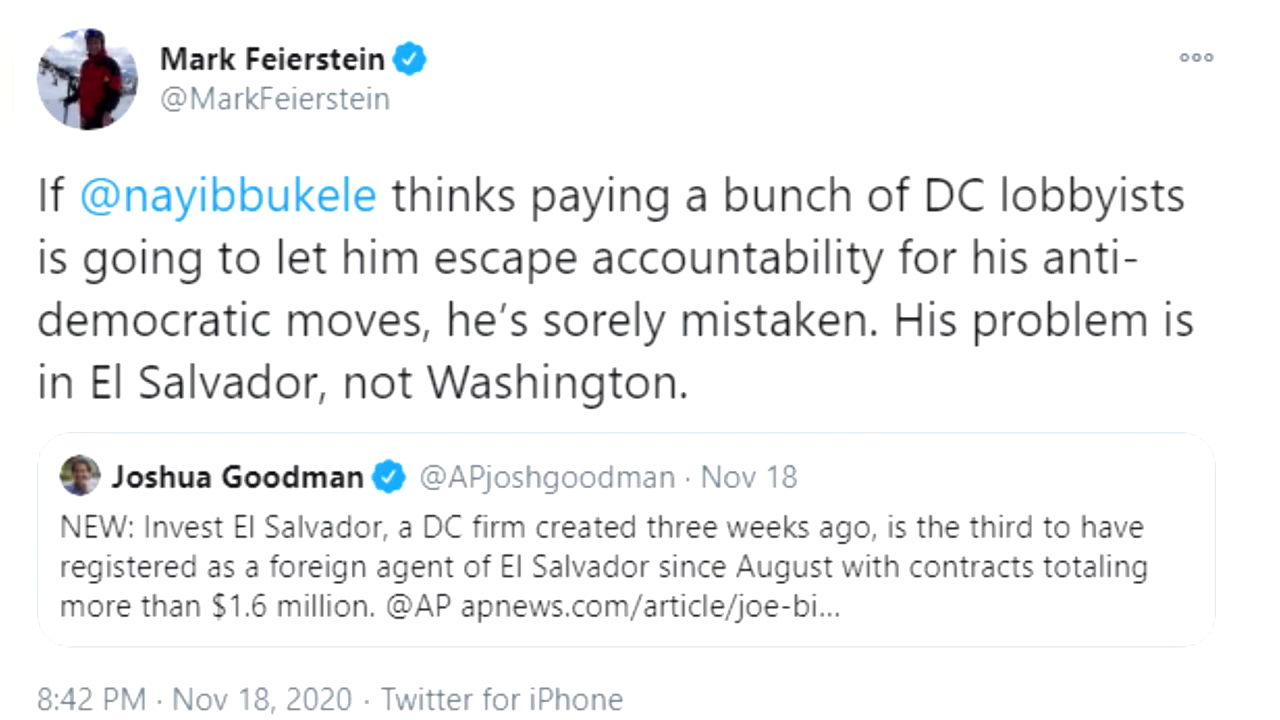 Mark Feierstein
@MarkFeierstein
If @nayibbukele thinks paying a bunch of DC lobbyists
is going to let him escape accountability for his anti-
democratic moves, he’s sorely mistaken. His problem is
in El Salvador, not Washington.
Joshua Goodman @APjoshgoodman · Nov 18
NEW: Invest El Salvador, a DC firm created three weeks ago, is the third to have
registered as a foreign agent of El Salvador since August with contracts totaling
more than $1.6 million. @AP apnews.com/article/joe-bi...
8:42 PM · Nov 18, 2020 · Twitter for iPhone